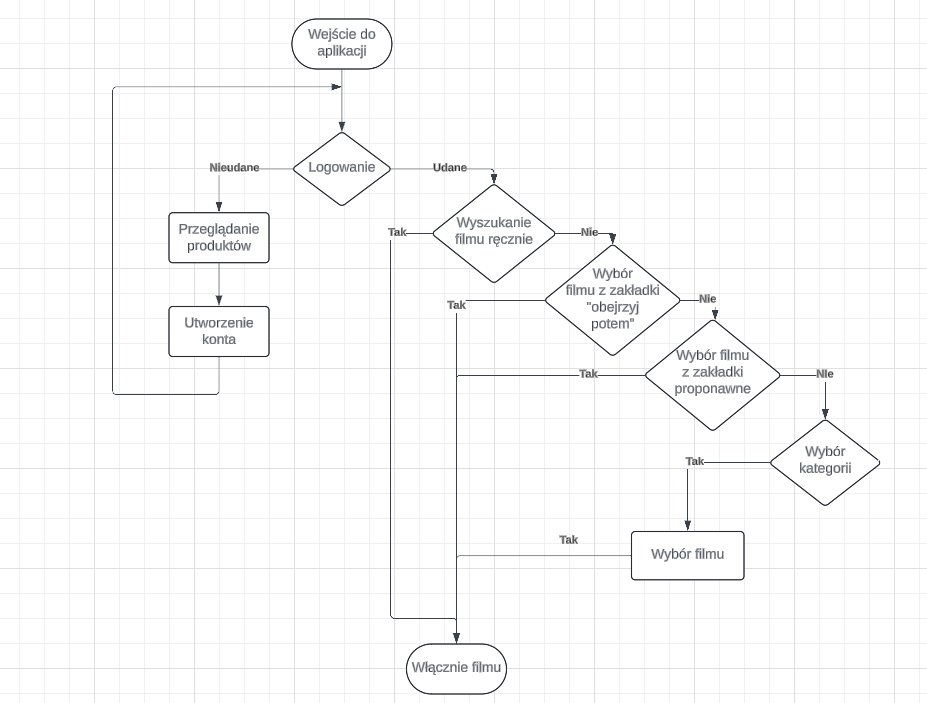 Wejście do
aplikacji
Logowanie
Nieudane
Udane
Przeglądanie
produktów
Utworzenie
konta
Wyszukanie
filmu ręcznie
Tak
Nie
Wybór
filmu z zakładki
"obejrzyj
potem"
Tak
Nie
Wybór filmu
z zakładki
proponawne
Tak
NIe
Wybór
kategorii
Tak
Wybór filmu
Tak
Włącznie filmu